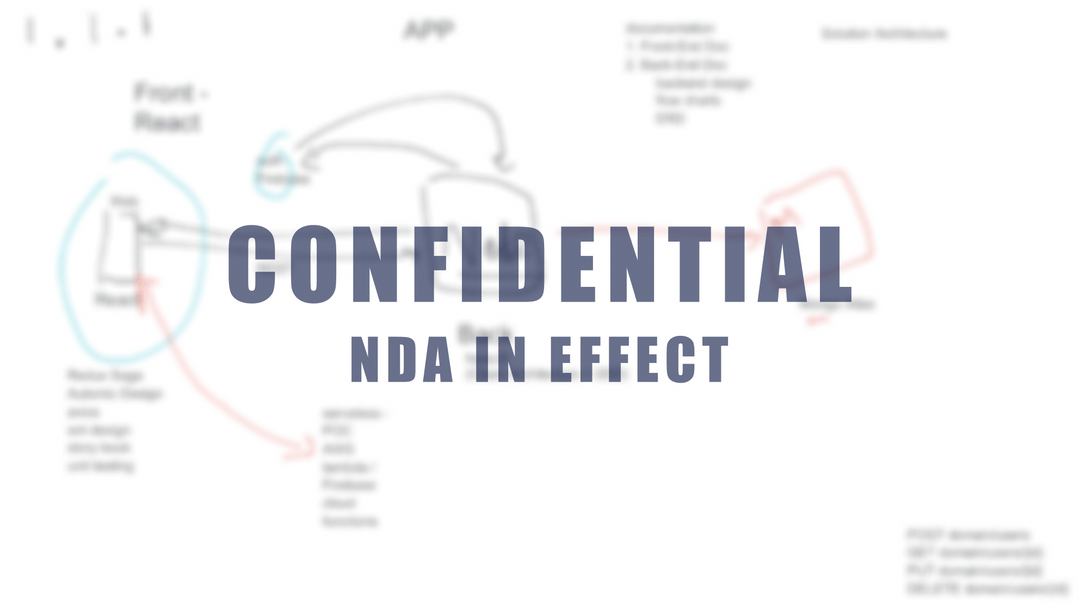 APP
documentation
1. Front-End Doc
2. Back-End Doc
backend design
flow charts
ERD
Solution Architecture
Front -
React
Web
React
CONFIDENTIAL
Back
NDA IN EFFECT
Redux Saga
Automic Design
axios
ant design
story book
unit testing
serverless -
POC
AWS
lambda /
Firebase
cloud
functions
POST domain/users
GET domain/users/{id}
PUT domain/users/{id}
DELETE domain/users/{id}